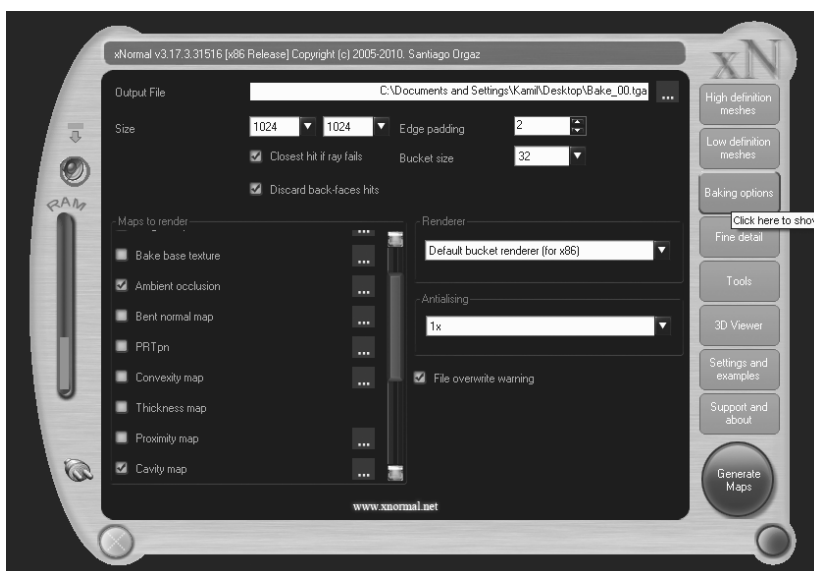 xNormal v3.17.3.31516 [x86 Release] Copyright (c) 2005-2010. Santiago Orgaz
xN
Output File
C:\Documents and Settings\Kamil\Desktop\Bake_00.tga
...
Size
1024
1024
Edge padding
2
Closest hit if ray fails
Bucket size
32
Discard back-faces hits
RAM
Maps to render
...
Bake base texture
...
Ambient occlusion
...
Bent normal map
...
PRTpn
...
Convexity map
...
Thickness map
Proximity map
...
Cavity map
...
Renderer
Default bucket renderer (for x86)
Antialising
1x
File overwrite warning
www.xnormal.net
High definition
meshes
Low definition
meshes
Baking options
Click here to shov
Fine detail
Tools
3D Viewer
Settings and
examples
Support and
about
Generate
Maps